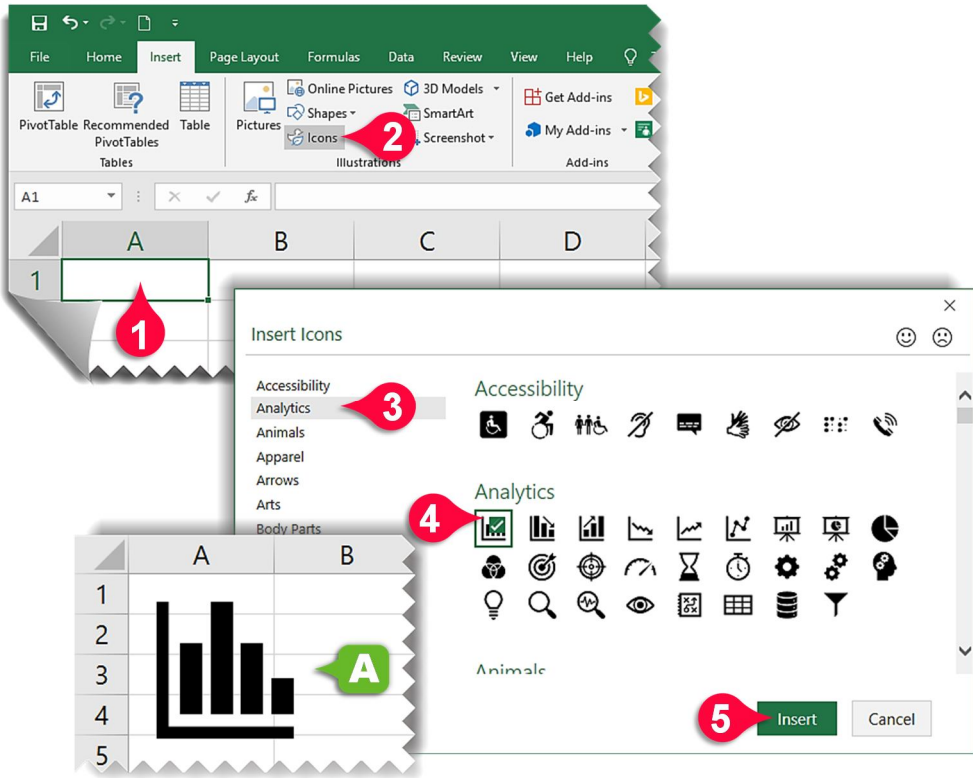 File Home Insert Page Layout Formulas Data Review View Help
Online Pictures 3D Models
Get Add-ins
Shapes SmartArt
PivotTable Recommended Table Pictures
PivotTables
Icons 2 Screenshot
My Add-ins
Tables Illustrations Add-ins
A1 fx
A B C D
1
1
Insert Icons
Accessibility
Analytics 3
Animals
Apparel
Arrows
Arts
Body Parts
Accessibility
Analytics
4
Animals
5 Insert Cancel
A B
1
2
3 A
4
5